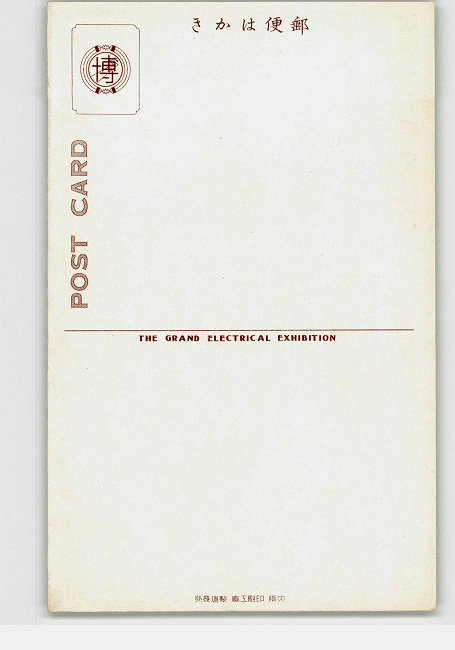 きかは便郵
博
POST CARD
THE GRAND ELECTRICAL EXHIBITION